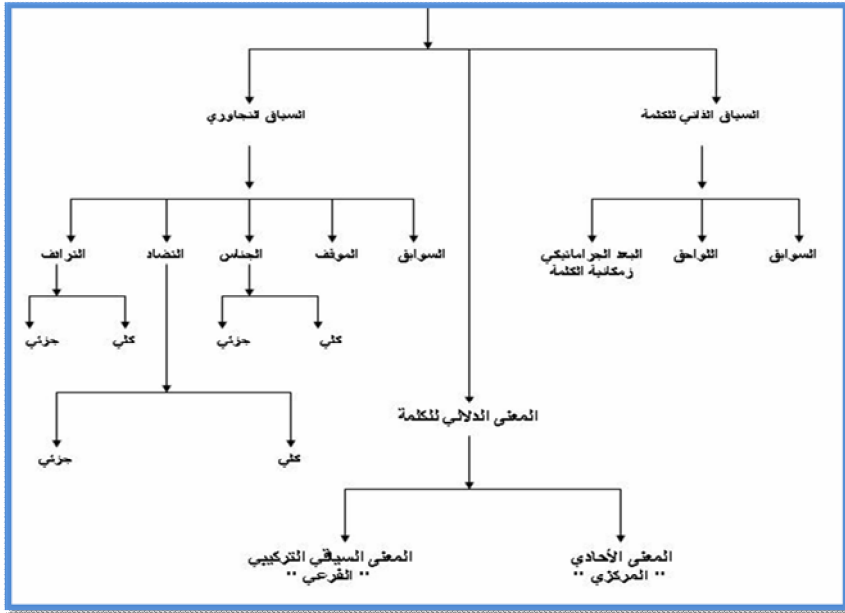 السياق الذاتي للكلمة
السياق التجاوري
السوابق
اللواحق
البعد الجراماتيكي
زمكانية الكلمة
السوابق
الموقف
الجناس
التضاد
الترادف
كلي
جزئي
كلي
جزئي
كلي
جزئي
المعنى الدلالي للكلمة
المعنى الأحادي
" المركزي "
المعنى السياقي التركيبي
" الفرعي "